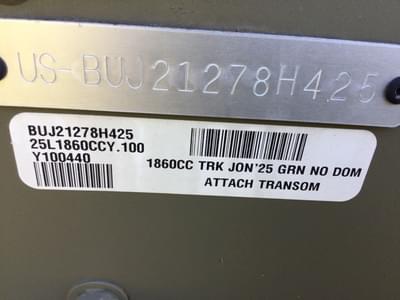 US-BUJ21278H425
BUJ21278H425
25L1860CCY.100
Y100440
1860CC TRK JON'25 GRN NO DOM
ATTACH TRANSOM